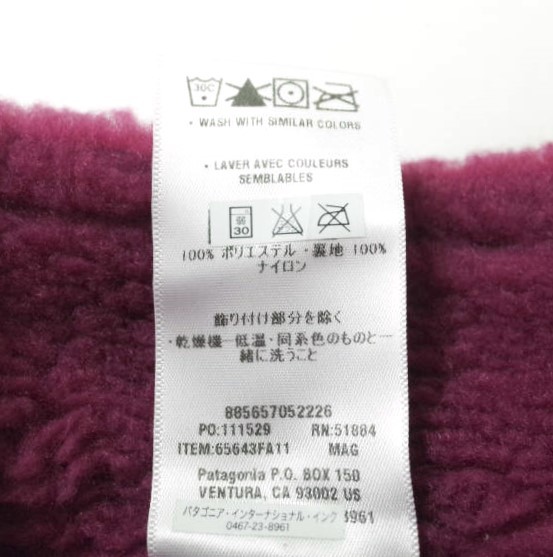 30C
• WASH WITH SIMILAR COLORS
• LAVER AVEC COULEURS
SEMBLABLES
弱
30
100% ポリエステル・裏地 100%
ナイロン
飾り付け部分を除く
・乾燥機 低温・同系色のものと一
緒に洗うこと
885657052226
PO:111529 RN:51884
ITEM:65643FA11 MAG
Patagonia P.O. BOX 150
VENTURA, CA 93002 US
パタゴニア・インターナショナル・インク
0467-23-8961
8961